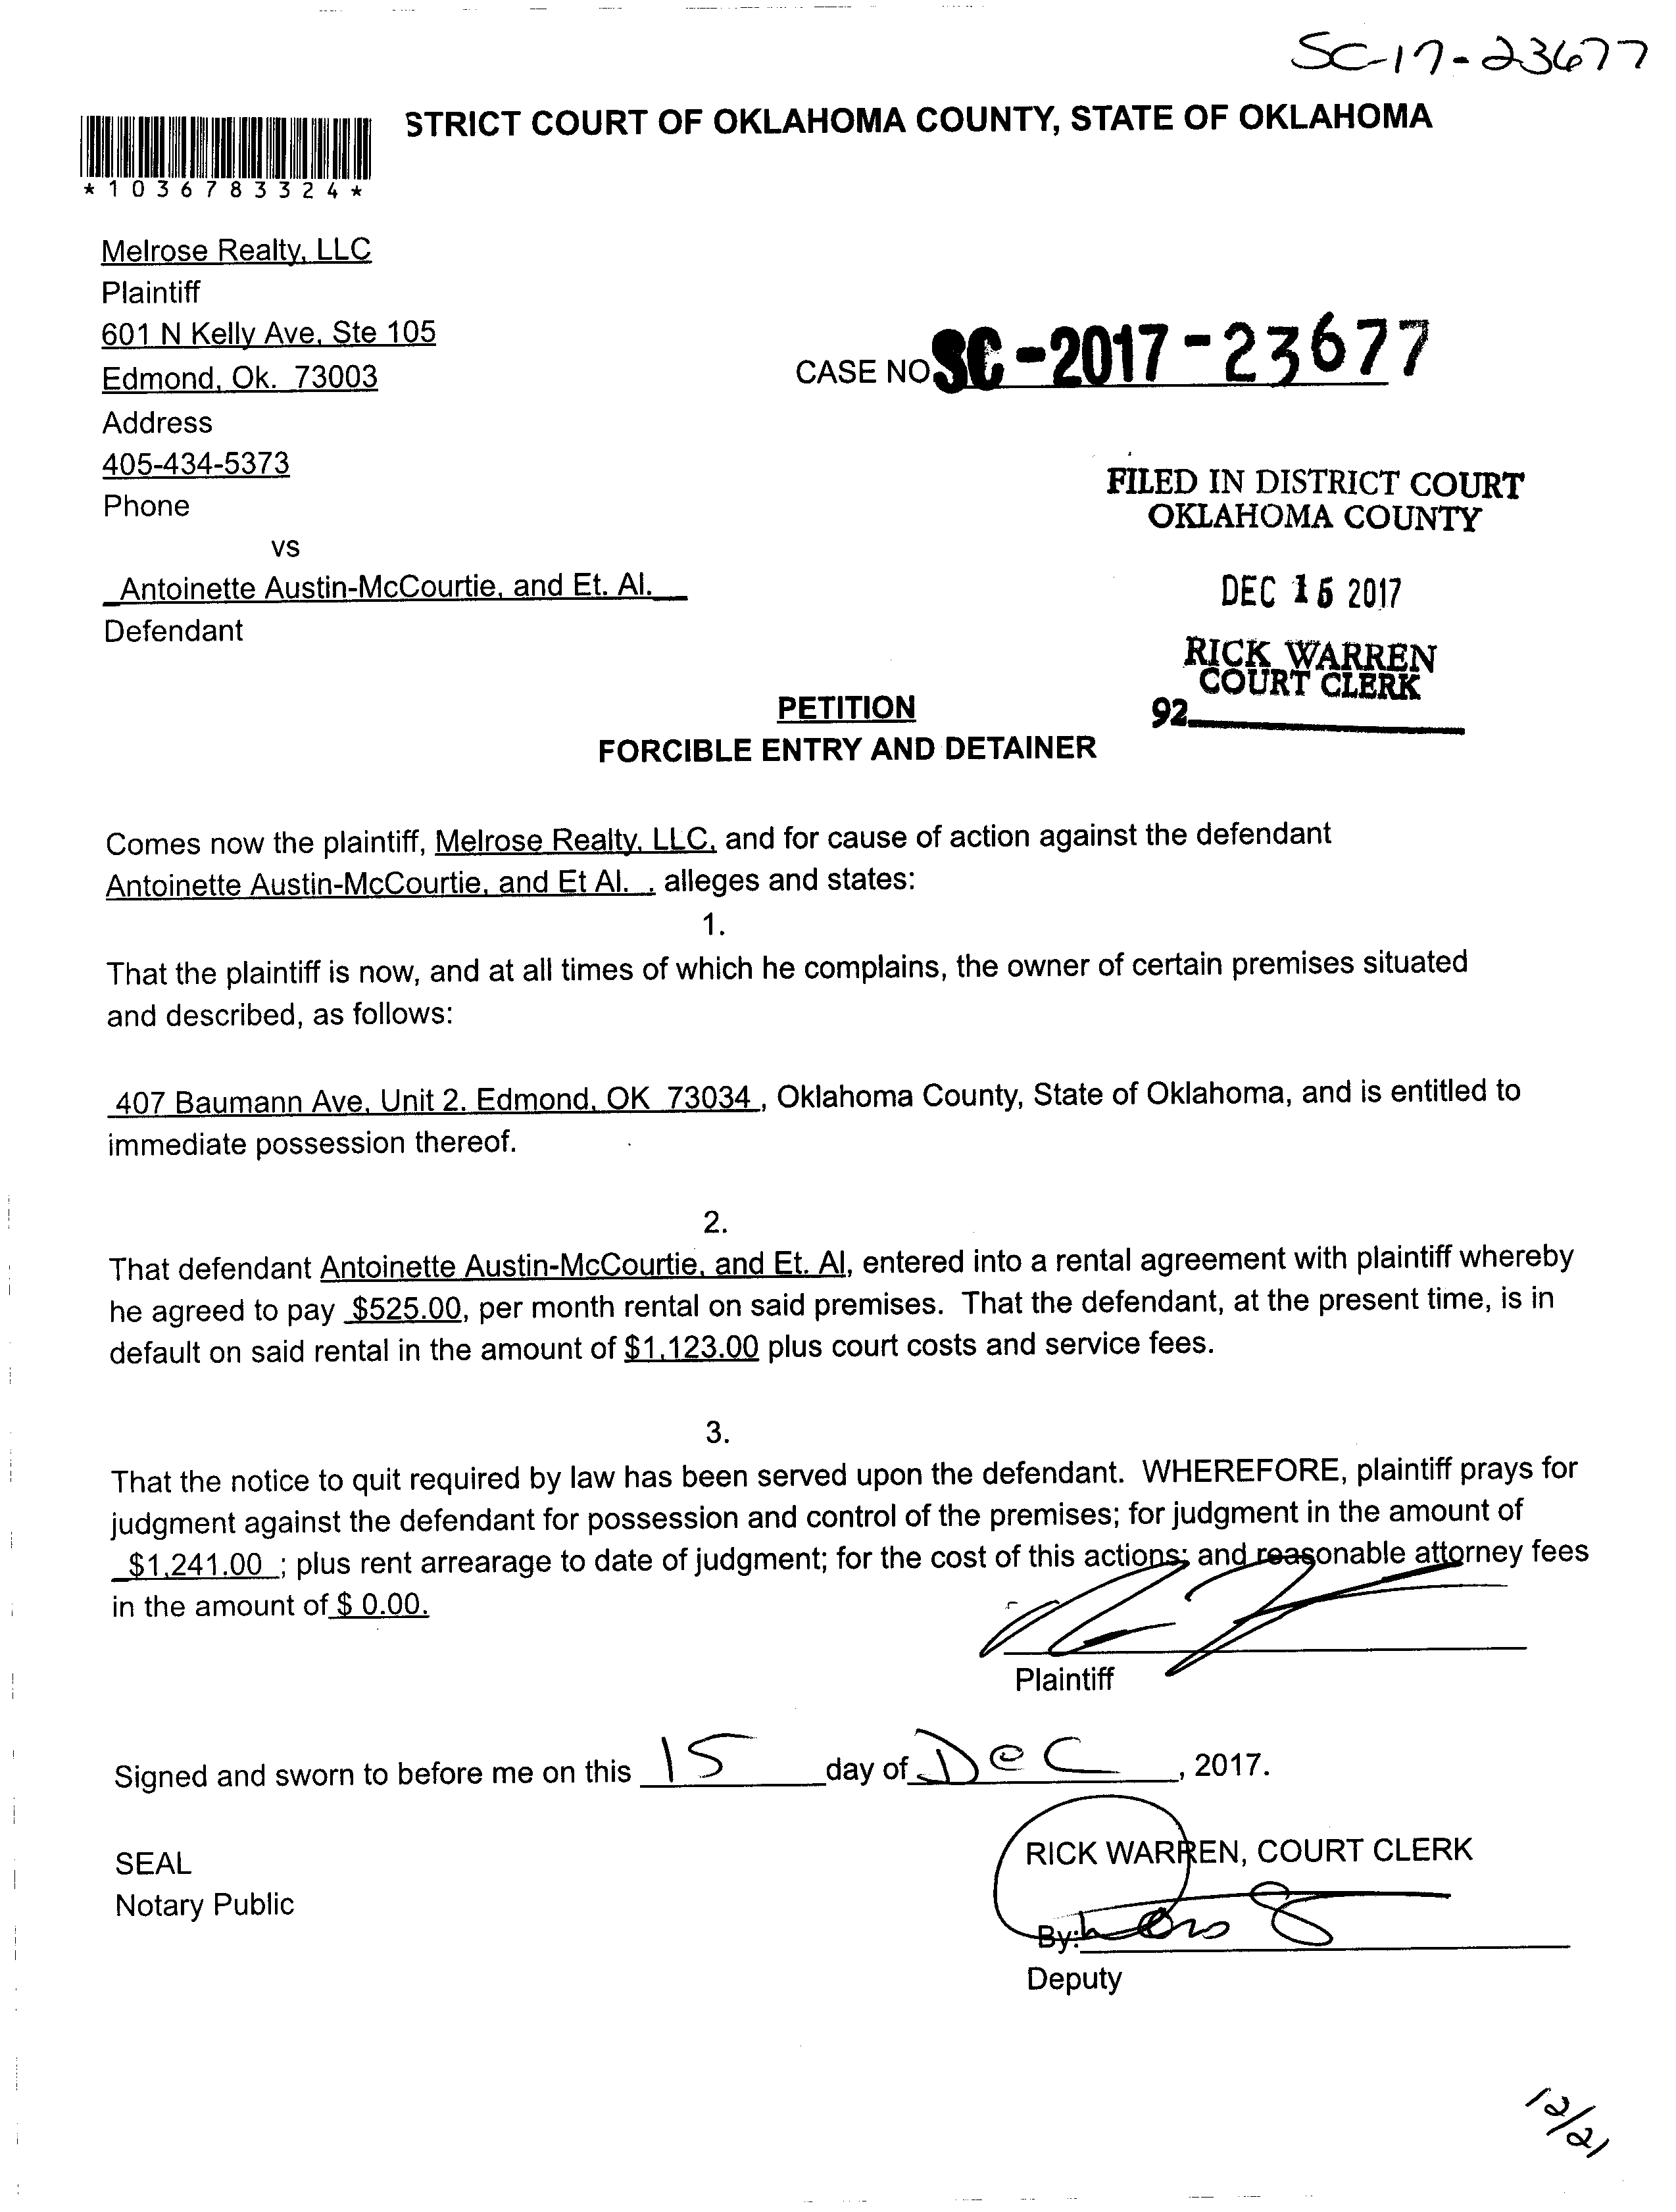 SC-17-23677
STRICT COURT OF OKLAHOMA COUNTY, STATE OF OKLAHOMA
*1036783324*
Melrose Realty, LLC
Plaintiff
601 N Kelly Ave, Ste 105
Edmond, Ok. 73003
Address
405-434-5373
Phone
vs
Antoinette Austin-McCourtie, and Et. Al.
Defendant
CASE NO SC-2017-23677
FILED IN DISTRICT COURT
OKLAHOMA COUNTY
DEC 15 2017
RICK WARREN
COURT CLERK
92
PETITION
FORCIBLE ENTRY AND DETAINER
Comes now the plaintiff, Melrose Realty, LLC, and for cause of action against the defendant
Antoinette Austin-McCourtie, and Et Al. , alleges and states:
1.
That the plaintiff is now, and at all times of which he complains, the owner of certain premises situated
and described, as follows:
407 Baumann Ave, Unit 2. Edmond, OK 73034 , Oklahoma County, State of Oklahoma, and is entitled to
immediate possession thereof.
2.
That defendant Antoinette Austin-McCourtie, and Et. Al, entered into a rental agreement with plaintiff whereby
he agreed to pay $525.00, per month rental on said premises. That the defendant, at the present time, is in
default on said rental in the amount of $1,123.00 plus court costs and service fees.
3.
That the notice to quit required by law has been served upon the defendant. WHEREFORE, plaintiff prays for
judgment against the defendant for possession and control of the premises; for judgment in the amount of
$1,241.00 ; plus rent arrearage to date of judgment; for the cost of this actions; and reasonable attorney fees
in the amount of $ 0.00.
Plaintiff
Signed and sworn to before me on this 15 day of Dec , 2017.
SEAL
Notary Public
RICK WARREN, COURT CLERK
By:
Deputy
12/21